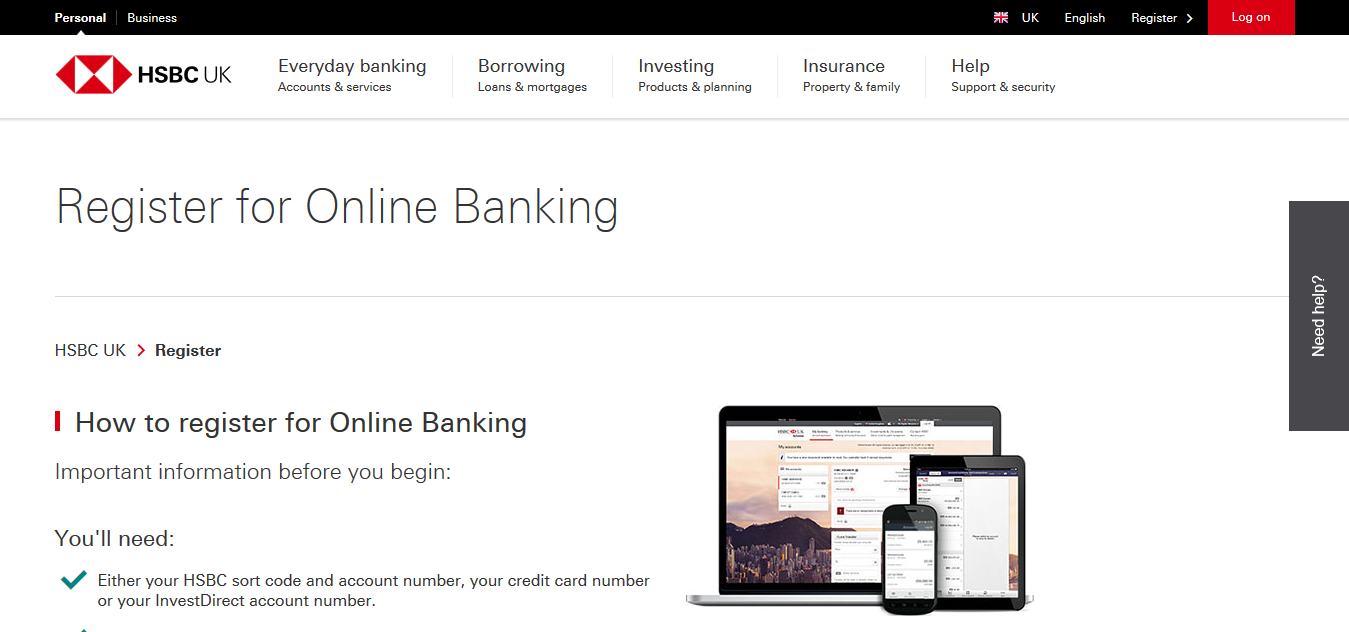 Personal
Business
UK
English
Register
Log on
HSBC UK
Everyday banking
Accounts & services
Borrowing
Loans & mortgages
Investing
Products & planning
Insurance
Property & family
Help
Support & security
Register for Online Banking
Need help?
HSBC UK
Register
How to register for Online Banking
Important information before you begin:
You'll need:
Either your HSBC sort code and account number, your credit card number
or your InvestDirect account number.